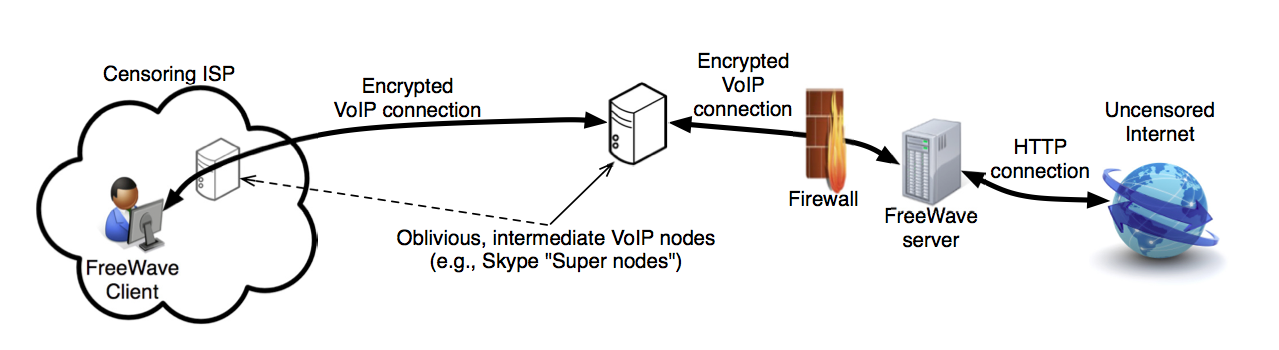 Censoring ISP
Encrypted
VoIP connection
Encrypted
VoIP
connection
Uncensored
Internet
HTTP
connection
Firewall
FreeWave
server
Oblivious, intermediate VoIP nodes
(e.g., Skype "Super nodes")
FreeWave
Client